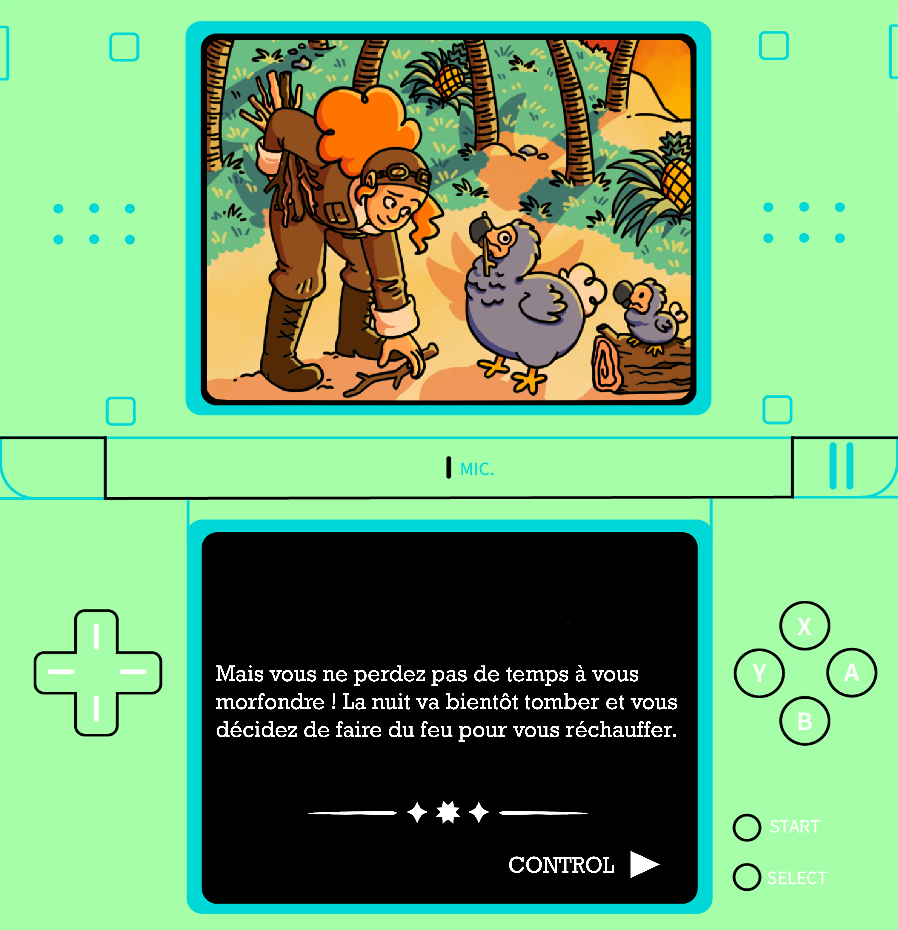 MIC.
Mais vous ne perdez pas de temps à vous
morfondre ! La nuit va bientôt tomber et vous
décidez de faire du feu pour vous réchauffer.
CONTROL
X
Y
A
B
START
SELECT